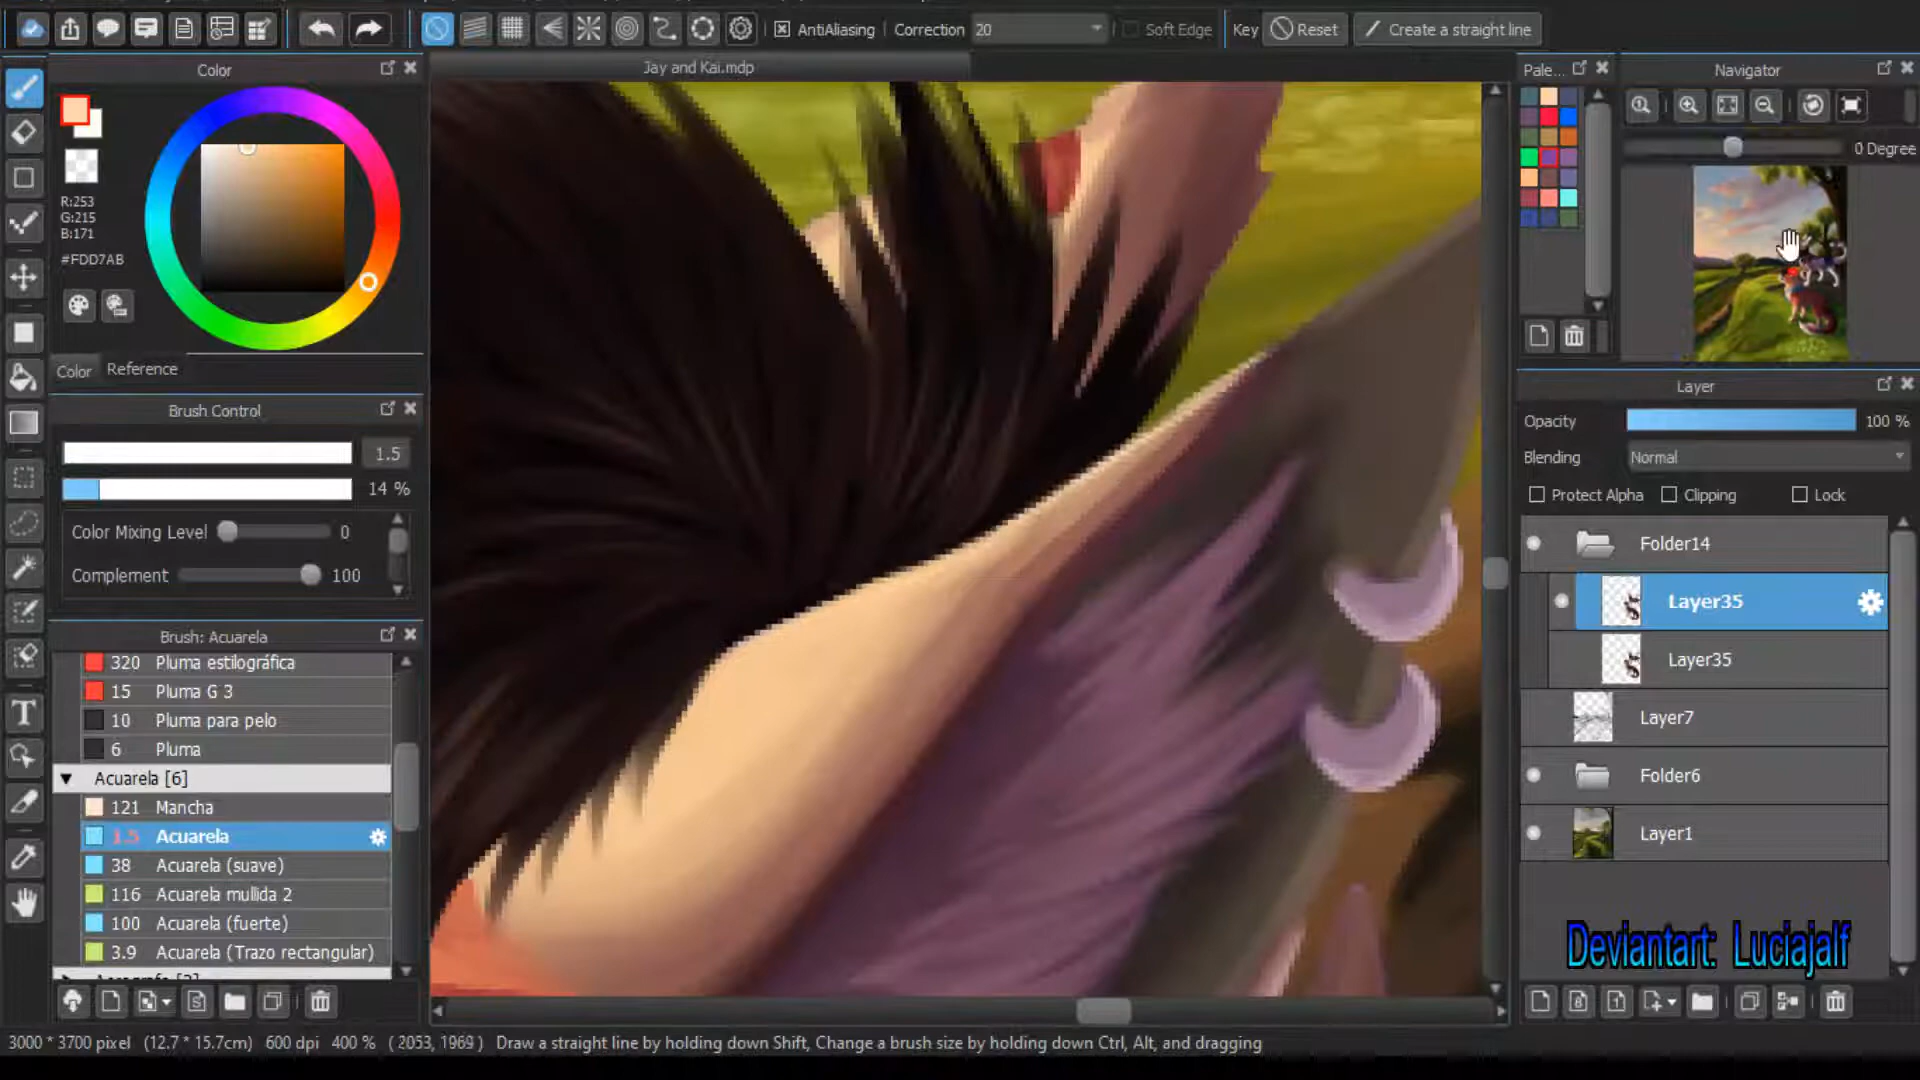 AntiAliasing
Correction
20
Soft Edge
Key
Reset
Create a straight line
Color
Jay and Kai.mdp
Pale...
Navigator
0 Degree
R:253
G:215
B:171
#FDD7AB
Color
Reference
Brush Control
1.5
14 %
Color Mixing Level
0
Complement
100
Brush: Acuarela
320 Pluma estilográfica
15 Pluma G 3
10 Pluma para pelo
6 Pluma
Acuarela [6]
121 Mancha
1.5 Acuarela
38 Acuarela (suave)
116 Acuarela mullida 2
100 Acuarela (fuerte)
3.9 Acuarela (Trazo rectangular)
Layer
Opacity
100 %
Blending
Normal
Protect Alpha
Clipping
Lock
Folder14
Layer35
Layer35
Layer7
Folder6
Layer1
Deviantart: Luciajalf
3000 * 3700 pixel (12.7 * 15.7cm) 600 dpi 400 % ( 2053, 1969 ) Draw a straight line by holding down Shift, Change a brush size by holding down Ctrl, Alt, and dragging